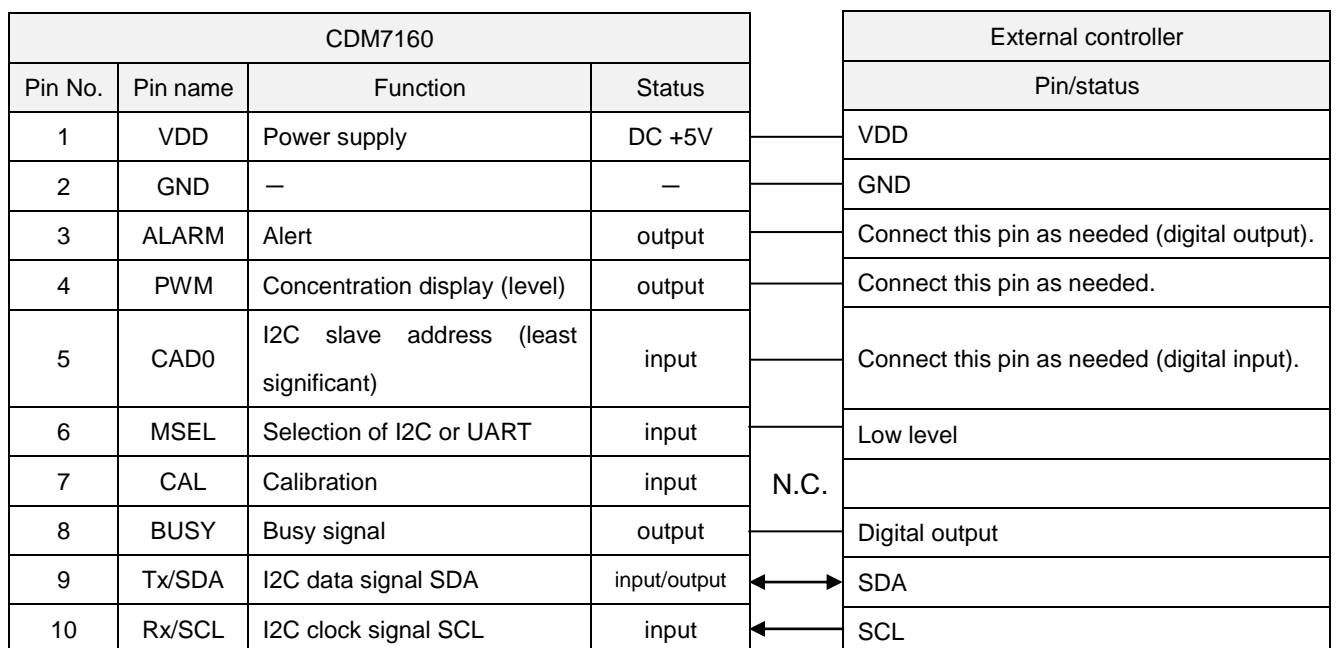 CDM7160 External controller
Pin No. Pin name Function Status Pin/status
1 VDD Power supply DC +5V VDD
2 GND － － GND
3 ALARM Alert output Connect this pin as needed (digital output).
4 PWM Concentration display (level) output Connect this pin as needed.
5 CAD0 I2C slave address (least
significant) input Connect this pin as needed (digital input).
6 MSEL Selection of I2C or UART input Low level
7 CAL Calibration input N.C.
8 BUSY Busy signal output Digital output
9 Tx/SDA I2C data signal SDA input/output SDA
10 Rx/SCL I2C clock signal SCL input SCL